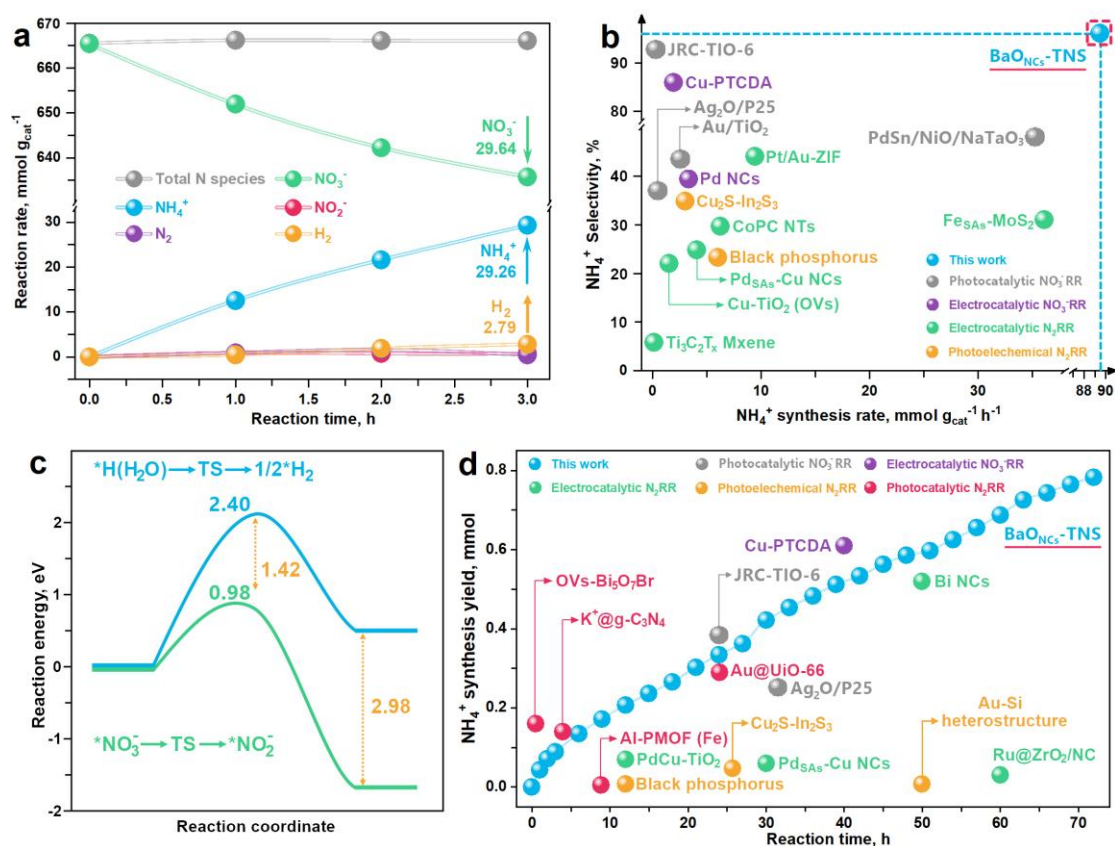 a
Reaction rate, mmol g_cat⁻¹
670
660
650
640
30
20
10
0
NO₃⁻
29.64
Total N species
NO₃⁻
NH₄⁺
NO₂⁻
N₂
H₂
NH₄⁺
29.26
H₂
2.79
0.0 0.5 1.0 1.5 2.0 2.5 3.0
Reaction time, h
b
NH₄⁺ Selectivity, %
90
80
40
30
20
10
0
JRC-TIO-6
BaO_NCs-TNS
Cu-PTCDA
Ag₂O/P25
Au/TiO₂
PdSn/NiO/NaTaO₃
Pt/Au-ZIF
Pd NCs
Cu₂S-In₂S₃
CoPC NTs
Fe_SAs-MoS₂
Black phosphorus
Pd_SAs-Cu NCs
Cu-TiO₂ (OVs)
Ti₃C₂Tₓ Mxene
This work
Photocatalytic NO₃⁻RR
Electrocatalytic NO₃⁻RR
Electrocatalytic N₂RR
Photoelechemical N₂RR
0 10 20 30 88 90
NH₄⁺ synthesis rate, mmol g_cat⁻¹ h⁻¹
c
Reaction energy, eV
2
1
0
-1
-2
*H(H₂O)→TS→1/2*H₂
2.40
1.42
0.98
2.98
*NO₃⁻→TS→*NO₂⁻
Reaction coordinate
d
NH₄⁺ synthesis yield, mmol
0.8
0.6
0.4
0.2
0.0
This work
Photocatalytic NO₃⁻RR
Electrocatalytic NO₃⁻RR
Electrocatalytic N₂RR
Photoelechemical N₂RR
Photocatalytic N₂RR
BaO_NCs-TNS
Cu-PTCDA
OVs-Bi₅O₇Br
JRC-TIO-6
Bi NCs
K⁺@g-C₃N₄
Au@UiO-66
Ag₂O/P25
Au-Si
heterostructure
Cu₂S-In₂S₃
Al-PMOF (Fe)
PdCu-TiO₂
Pd_SAs-Cu NCs
Ru@ZrO₂/NC
Black phosphorus
0 10 20 30 40 50 60 70
Reaction time, h